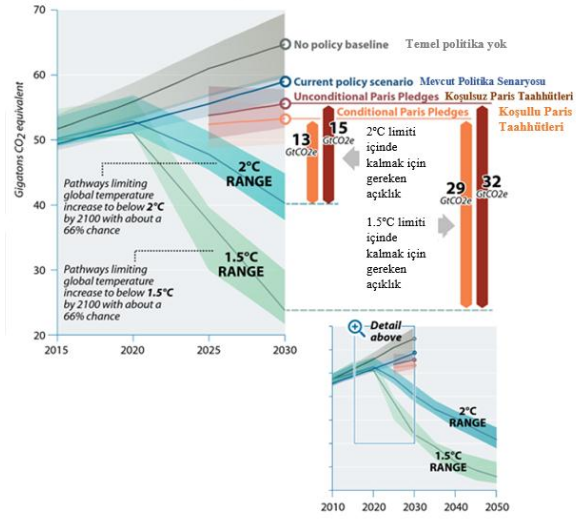 70
60
50
40
30
20
Gigatons CO2 equivalent
No policy baseline
Temel politika yok
Current policy scenario
Mevcut Politika Senaryosu
Unconditional Paris Pledges
Koşulsuz Paris Taahhütleri
Conditional Paris Pledges
Koşullu Paris
Taahhütleri
13
GtCO2e
15
GtCO2e
2°C limiti
içinde
kalmak için
gereken
açıklık
29
GtCO2e
32
GtCO2e
1.5°C limiti
içinde
kalmak için
gereken
açıklık
2°C
RANGE
Pathways limiting
global temperature
increase to below 2°C
by 2100 with about a
66% chance
1.5°C
RANGE
Pathways limiting
global temperature
increase to below 1.5°C
by 2100 with about a
66% chance
2015
2020
2025
2030
Detail
above
2°C
RANGE
1.5°C
RANGE
2010
2020
2030
2040
2050